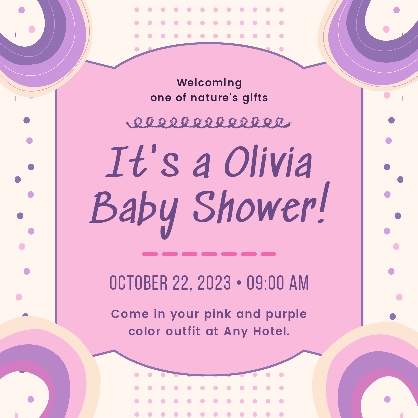 Welcoming
one of nature's gifts
It's a Olivia
Baby Shower!
OCTOBER 22, 2023 • 09:00 AM
Come in your pink and purple
color outfit at Any Hotel.